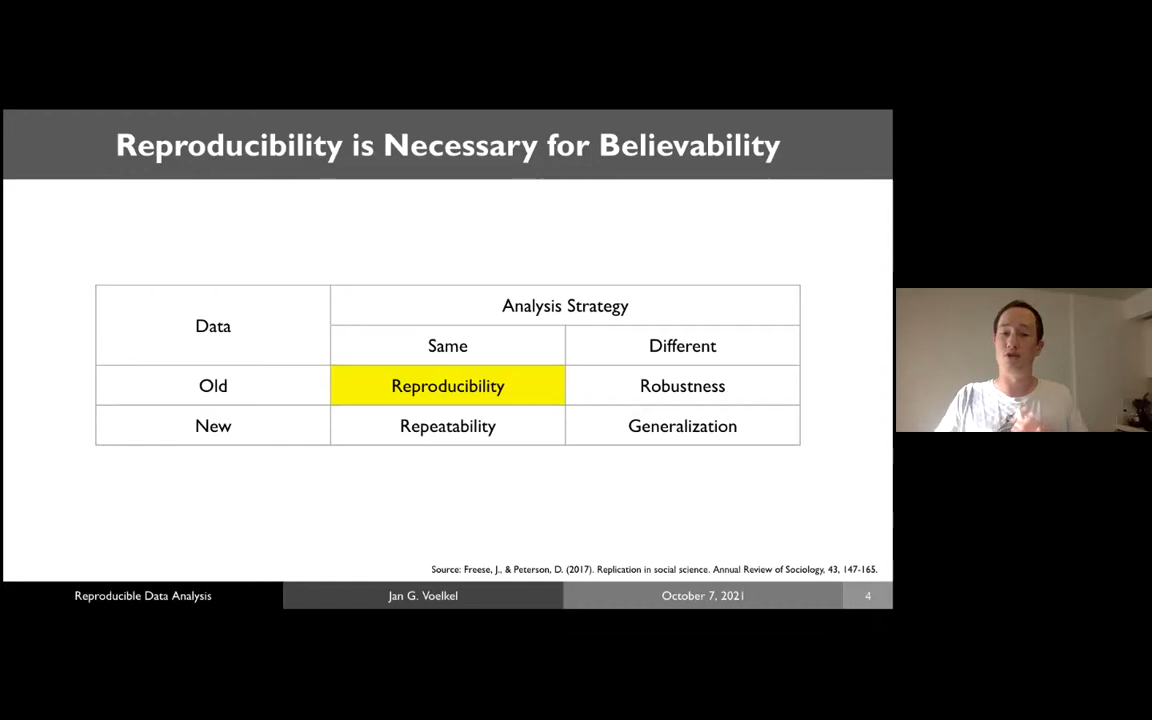 Reproducibility is Necessary for Believability
Data
Analysis Strategy
Same
Different
Old
Reproducibility
Robustness
New
Repeatability
Generalization
Source: Freese, J., & Peterson, D. (2017). Replication in social science. Annual Review of Sociology, 43, 147-165.
Reproducible Data Analysis
Jan G. Voelkel
October 7, 2021
4